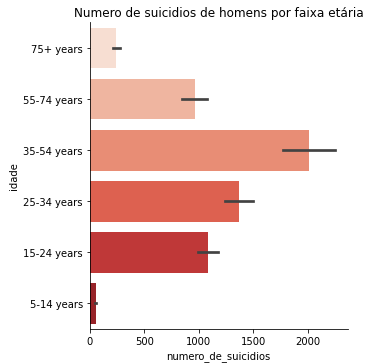 Numero de suicidios de homens por faixa etária
idade
75+ years
55-74 years
35-54 years
25-34 years
15-24 years
5-14 years
0 500 1000 1500 2000
numero_de_suicidios